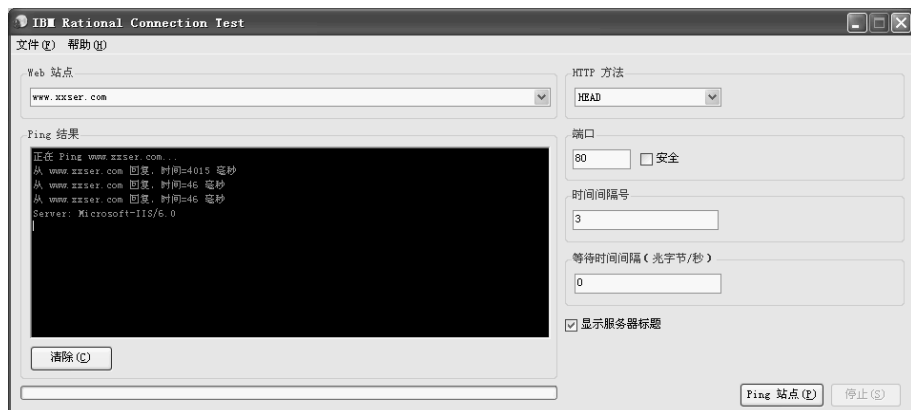 IBM Rational Connection Test
文件(F) 帮助(H)
Web 站点
www.xxser.com
HTTP 方法
HEAD
Ping 结果
正在 Ping www.xxser.com...
从 www.xxser.com 回复，时间=4015 毫秒
从 www.xxser.com 回复，时间=46 毫秒
从 www.xxser.com 回复，时间=46 毫秒
Server: Microsoft-IIS/6.0
端口
80
安全
时间间隔号
3
等待时间间隔(兆字节/秒)
0
显示服务器标题
清除(C)
Ping 站点(P)
停止(S)